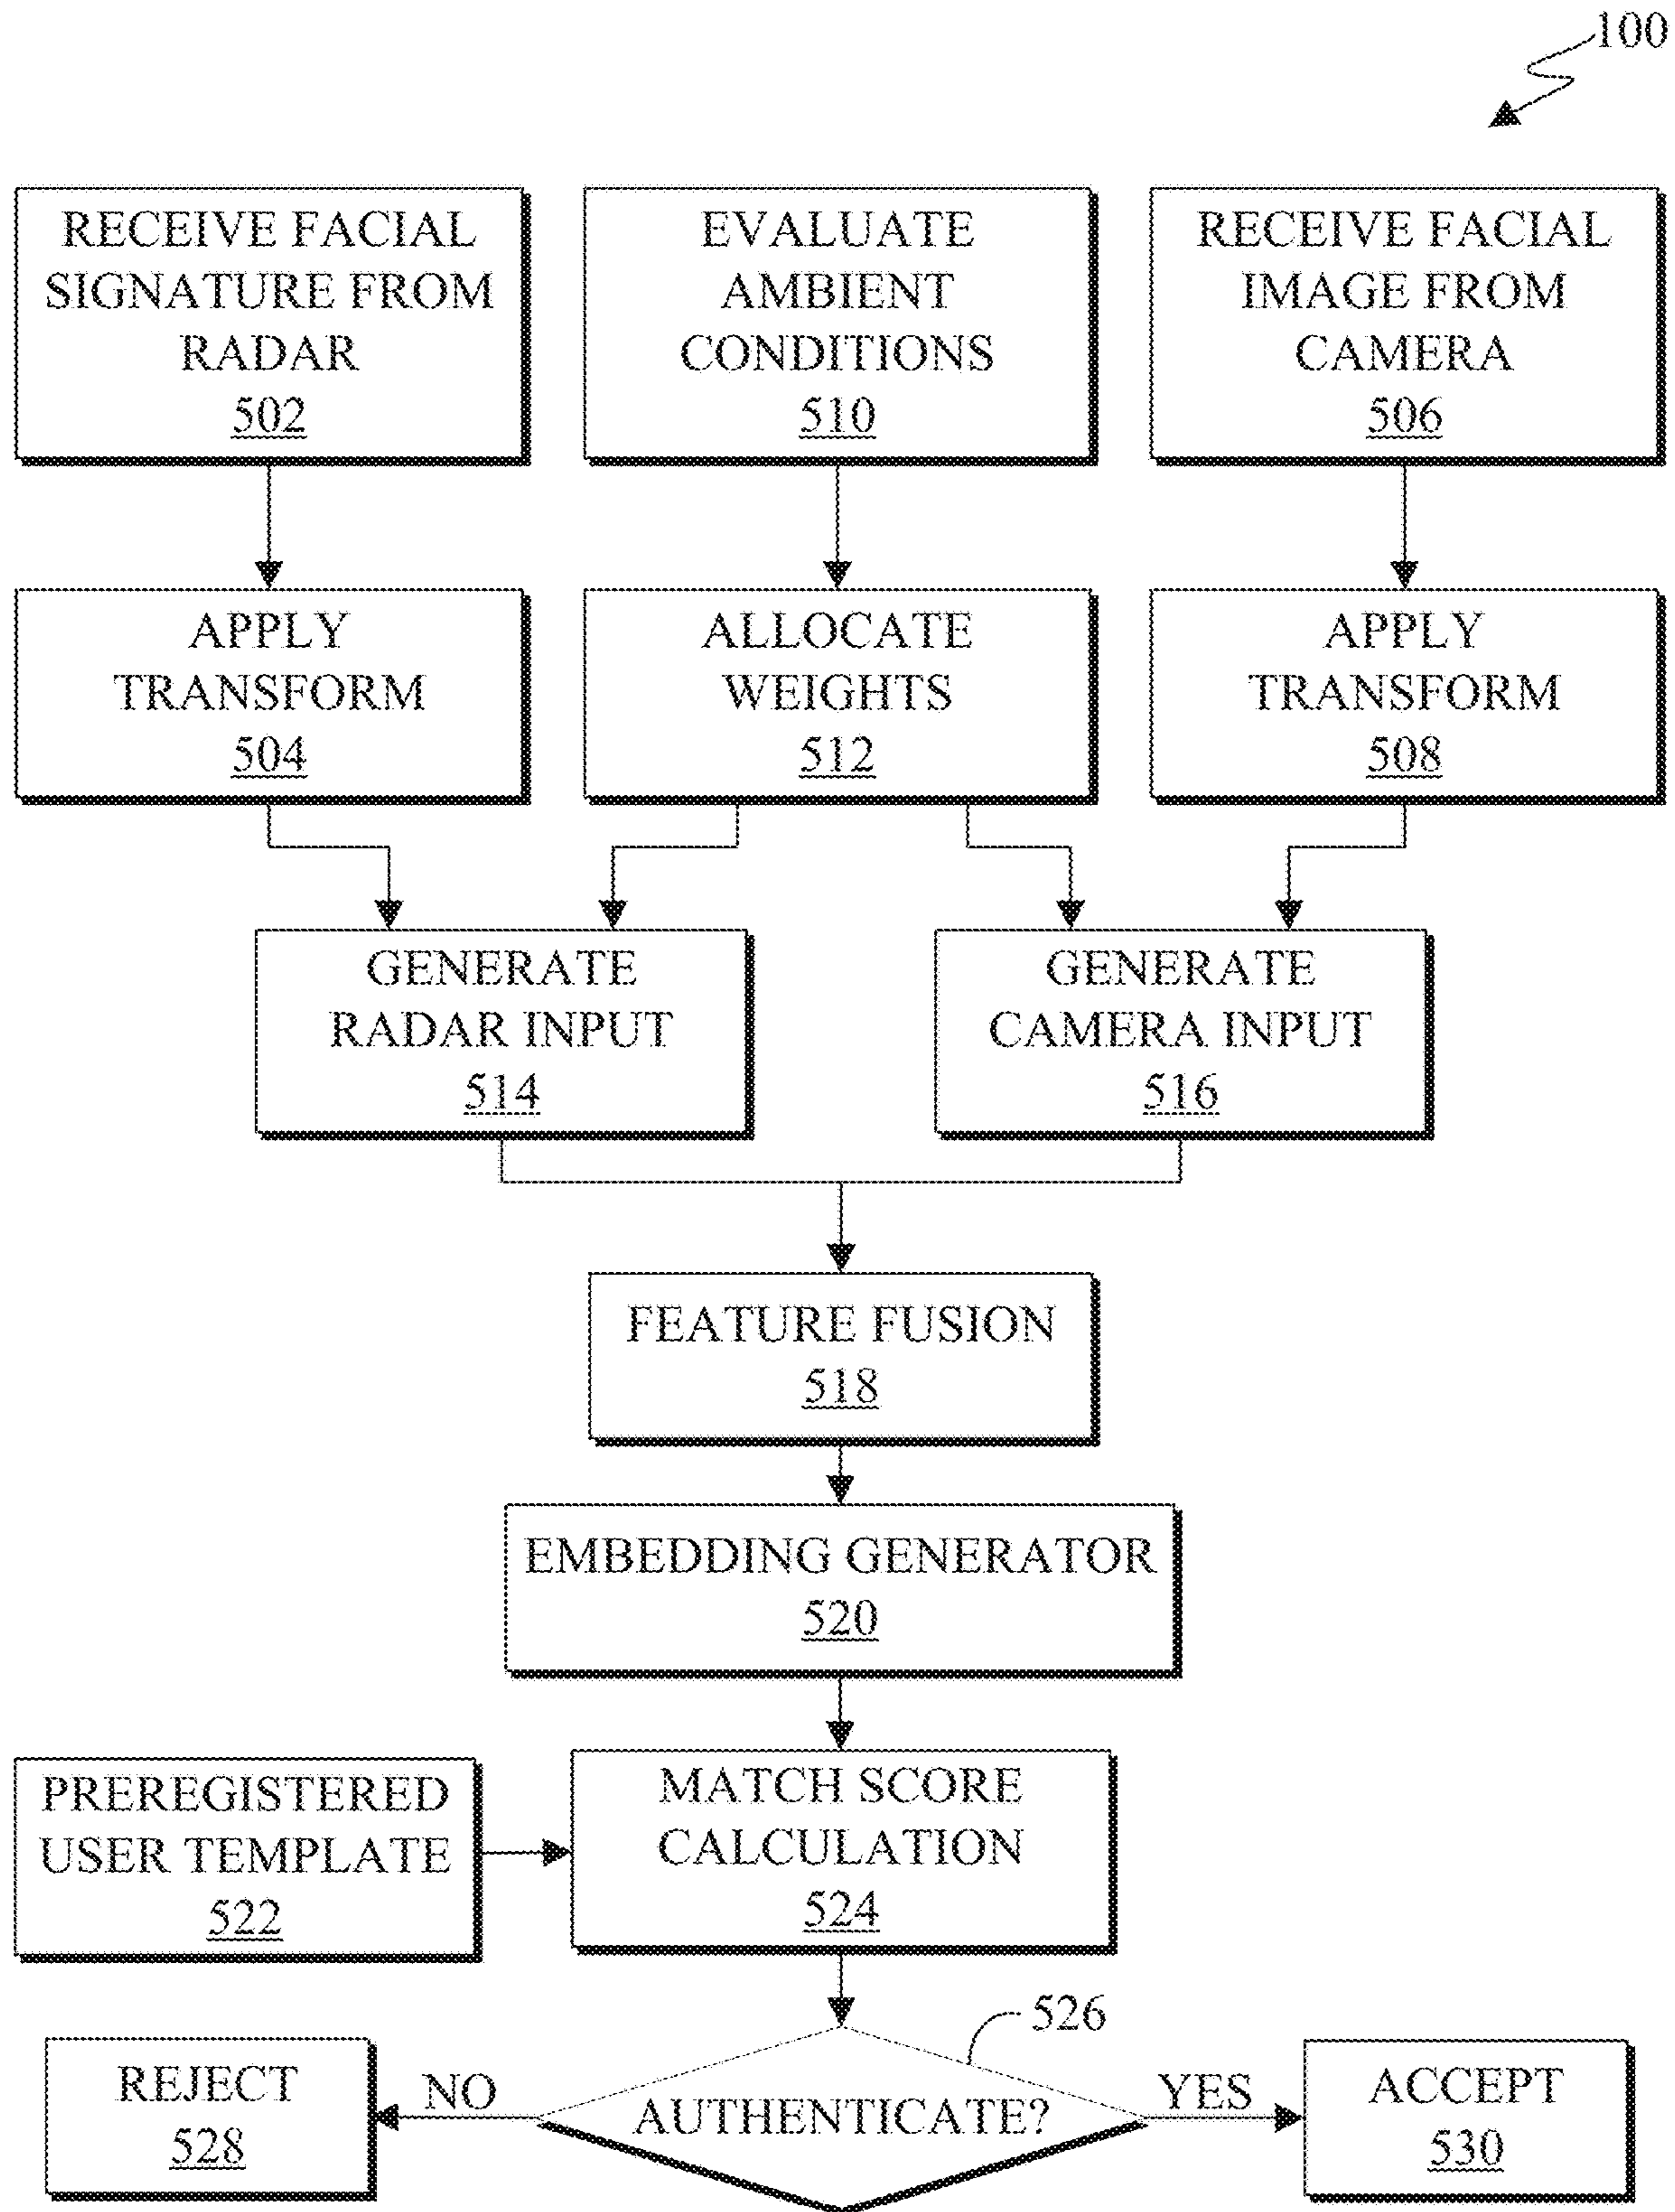 100
RECEIVE FACIAL
SIGNATURE FROM
RADAR
502
EVALUATE
AMBIENT
CONDITIONS
510
RECEIVE FACIAL
IMAGE FROM
CAMERA
506
APPLY
TRANSFORM
504
ALLOCATE
WEIGHTS
512
APPLY
TRANSFORM
508
GENERATE
RADAR INPUT
514
GENERATE
CAMERA INPUT
516
FEATURE FUSION
518
EMBEDDING GENERATOR
520
PREREGISTERED
USER TEMPLATE
522
MATCH SCORE
CALCULATION
524
526
REJECT
528
NO
AUTHENTICATE?
YES
ACCEPT
530